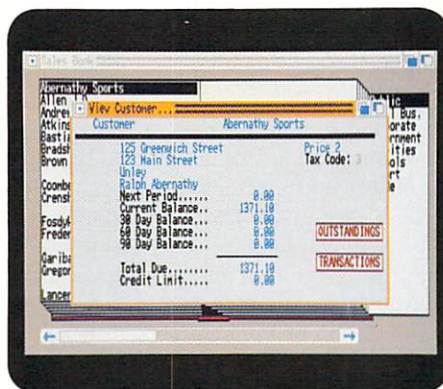 Sales Book
Abernathy Sports
Allen
Andrew
Atkins
Bastia
Bradsh
Brown
Coombe
Crensh
Fosdyk
Freder
Gariba
Gregor
Lancer
View Customer...
Customer Abernathy Sports
125 Greenwich Street Price 2
123 Main Street Tax Code: 3
Unley
Ralph Abernathy
Next Period...... 0.00
Current Balance... 1371.10
30 Day Balance... 0.00
60 Day Balance... 0.00
90 Day Balance... 0.00
OUTSTANDINGS
TRANSACTIONS
Total Due........ 1371.10
Credit Limit..... 0.00
lic
l Bus.
orate
rnment
ities
ols
rt
e